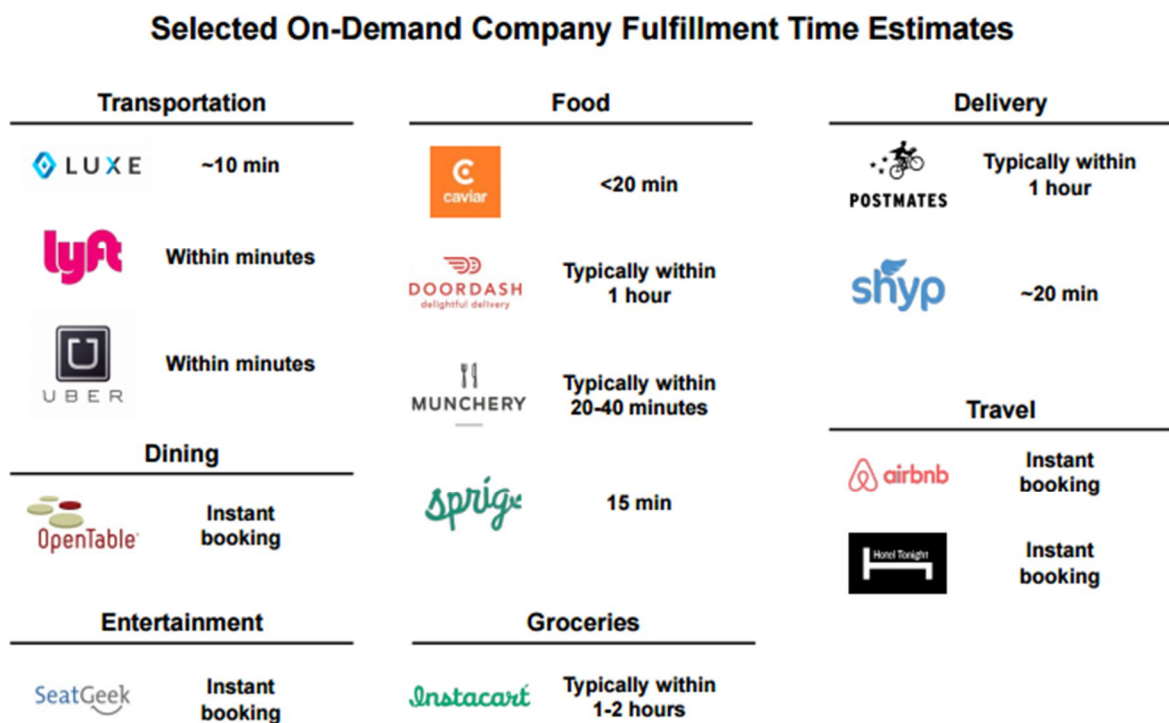 Selected On-Demand Company Fulfillment Time Estimates
Transportation
LUXE
~10 min
lyft
Within minutes
UBER
Within minutes
Dining
OpenTable
Instant
booking
Entertainment
SeatGeek
Instant
booking
Food
caviar
<20 min
DOORDASH
delightful delivery
Typically within
1 hour
MUNCHERY
Typically within
20-40 minutes
sprig
15 min
Groceries
Instacart
Typically within
1-2 hours
Delivery
POSTMATES
Typically within
1 hour
shyp
~20 min
Travel
airbnb
Instant
booking
Hotel Tonight
Instant
booking